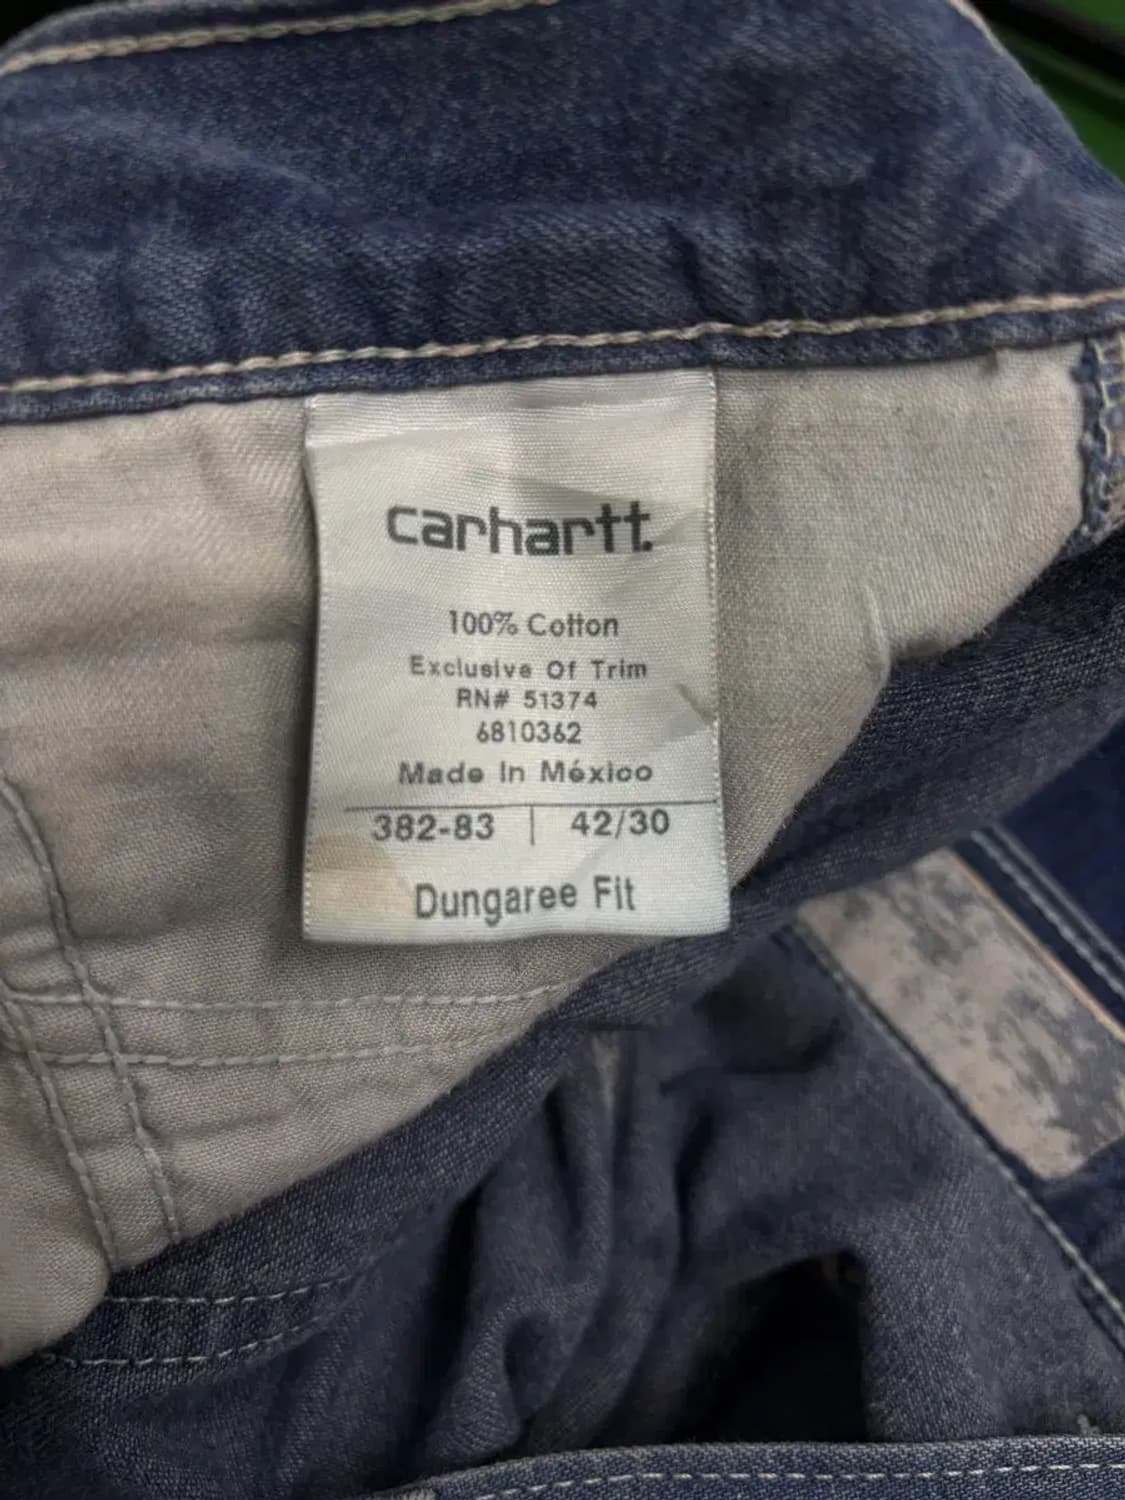 carhartt.
100% Cotton
Exclusive Of Trim
RN# 51374
6810362
Made In México
382-83 | 42/30
Dungaree Fit